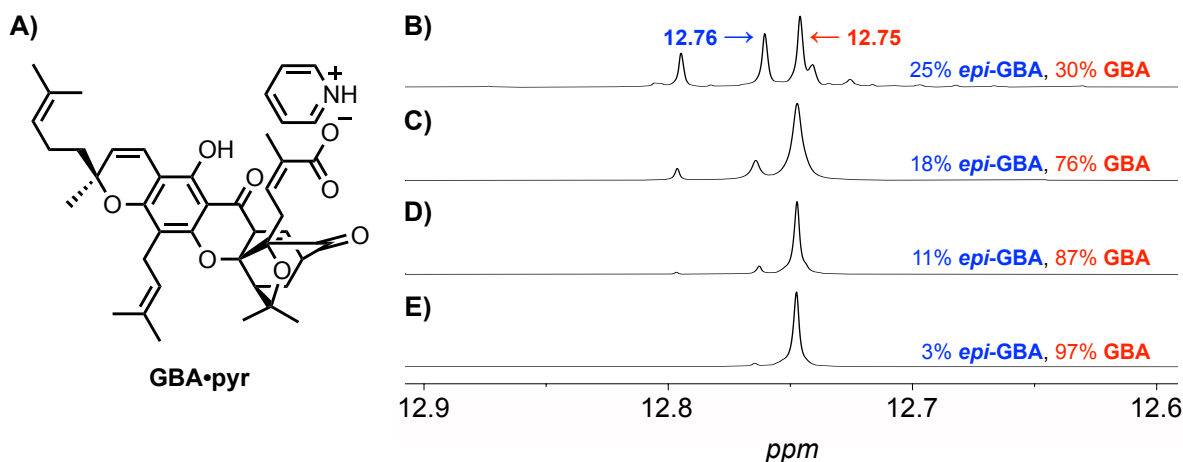 A)
+
NH
O
−
O
OH
O
O
O
O
O
GBA•pyr
B)
12.76 → ← 12.75
25% epi-GBA, 30% GBA
C)
18% epi-GBA, 76% GBA
D)
11% epi-GBA, 87% GBA
E)
3% epi-GBA, 97% GBA
12.9 12.8 12.7 12.6
ppm